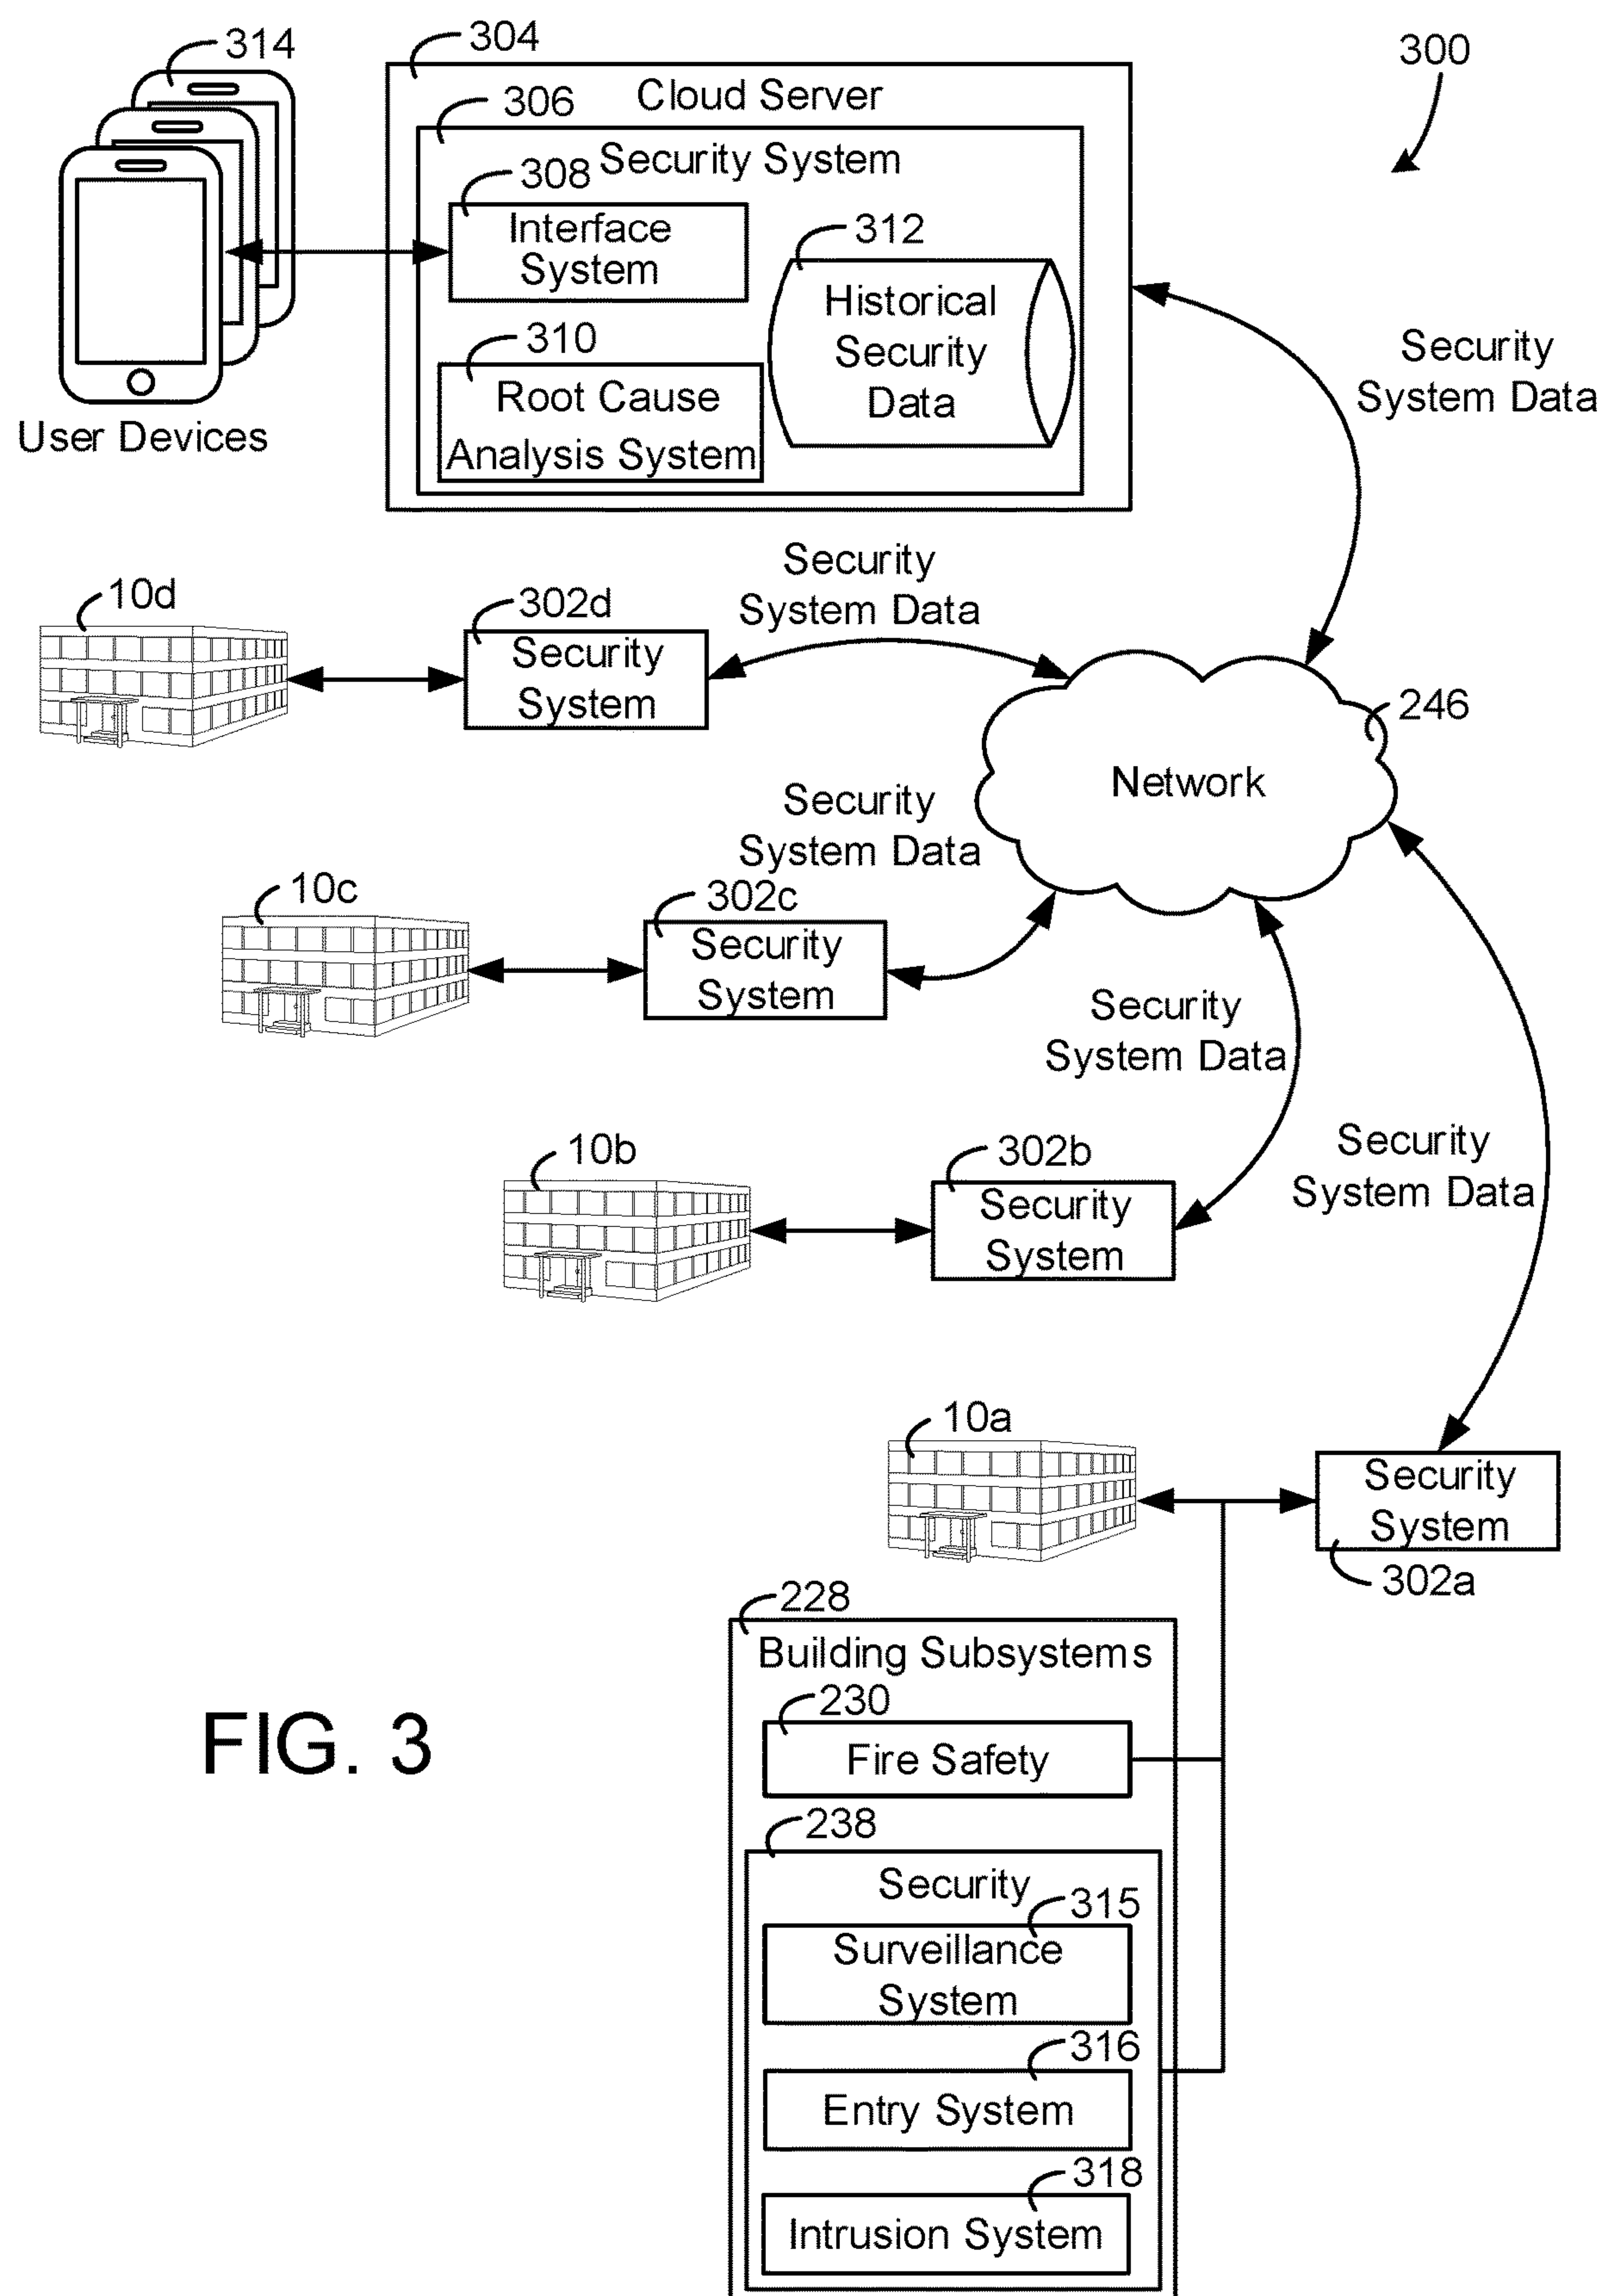 314
304
300
Cloud Server
306
Security System
308
Interface
System
312
Historical
Security
Data
310
Root Cause
Analysis System
User Devices
Security
System Data
Security
System Data
10d
302d
Security
System
246
Network
Security
System Data
10c
302c
Security
System
Security
System Data
10b
302b
Security
System
Security
System Data
10a
Security
System
302a
228
Building Subsystems
230
Fire Safety
FIG. 3
238
Security
315
Surveillance
System
316
Entry System
318
Intrusion System